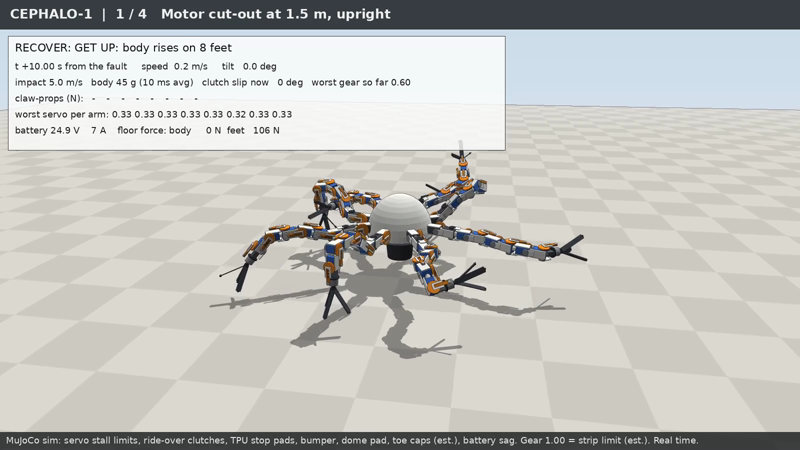 CEPHALO-1 | 1 / 4 Motor cut-out at 1.5 m, upright
RECOVER: GET UP: body rises on 8 feet
t +10.00 s from the fault speed 0.2 m/s tilt 0.0 deg
impact 5.0 m/s body 45 g (10 ms avg) clutch slip now 0 deg worst gear so far 0.60
claw-props (N): - - - - - - - -
worst servo per arm: 0.33 0.33 0.33 0.33 0.33 0.32 0.33 0.33
battery 24.9 V 7 A floor force: body 0 N feet 106 N
MuJoCo sim: servo stall limits, ride-over clutches, TPU stop pads, bumper, dome pad, toe caps (est.), battery sag. Gear 1.00 = strip limit (est.). Real time.